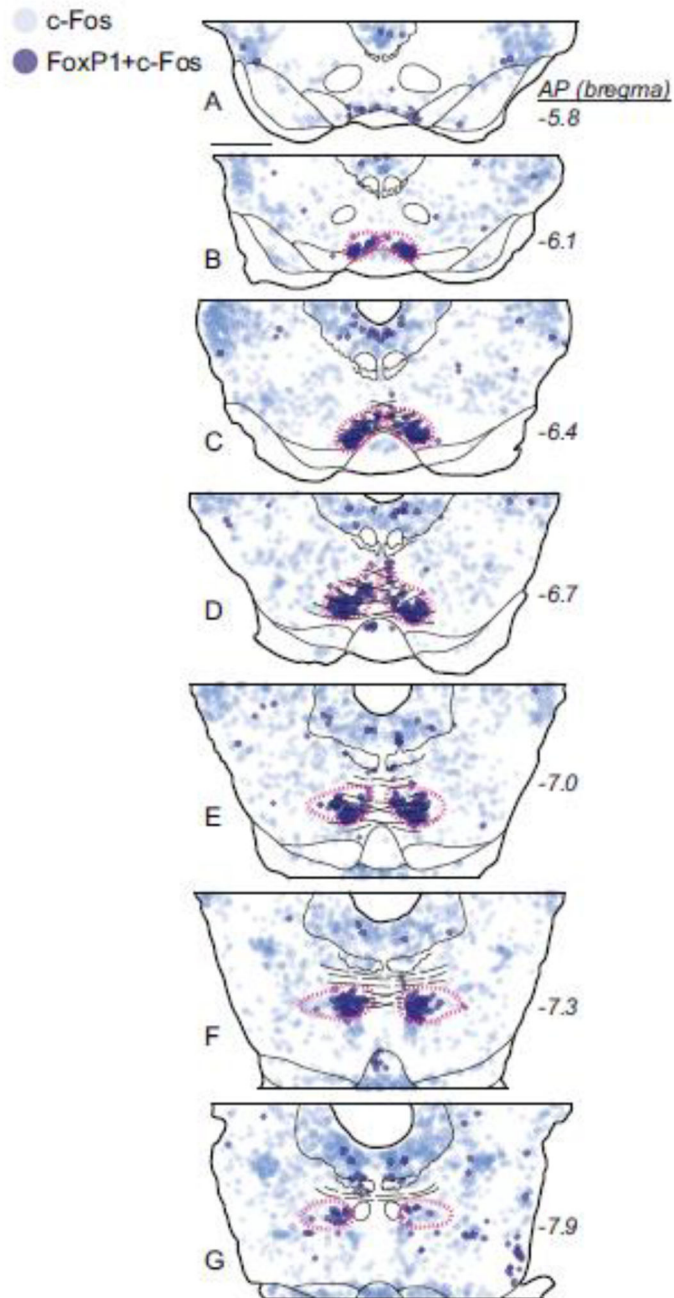 c-Fos
FoxP1+c-Fos
AP (bregma)
A
-5.8
B
-6.1
C
-6.4
D
-6.7
E
-7.0
F
-7.3
G
-7.9